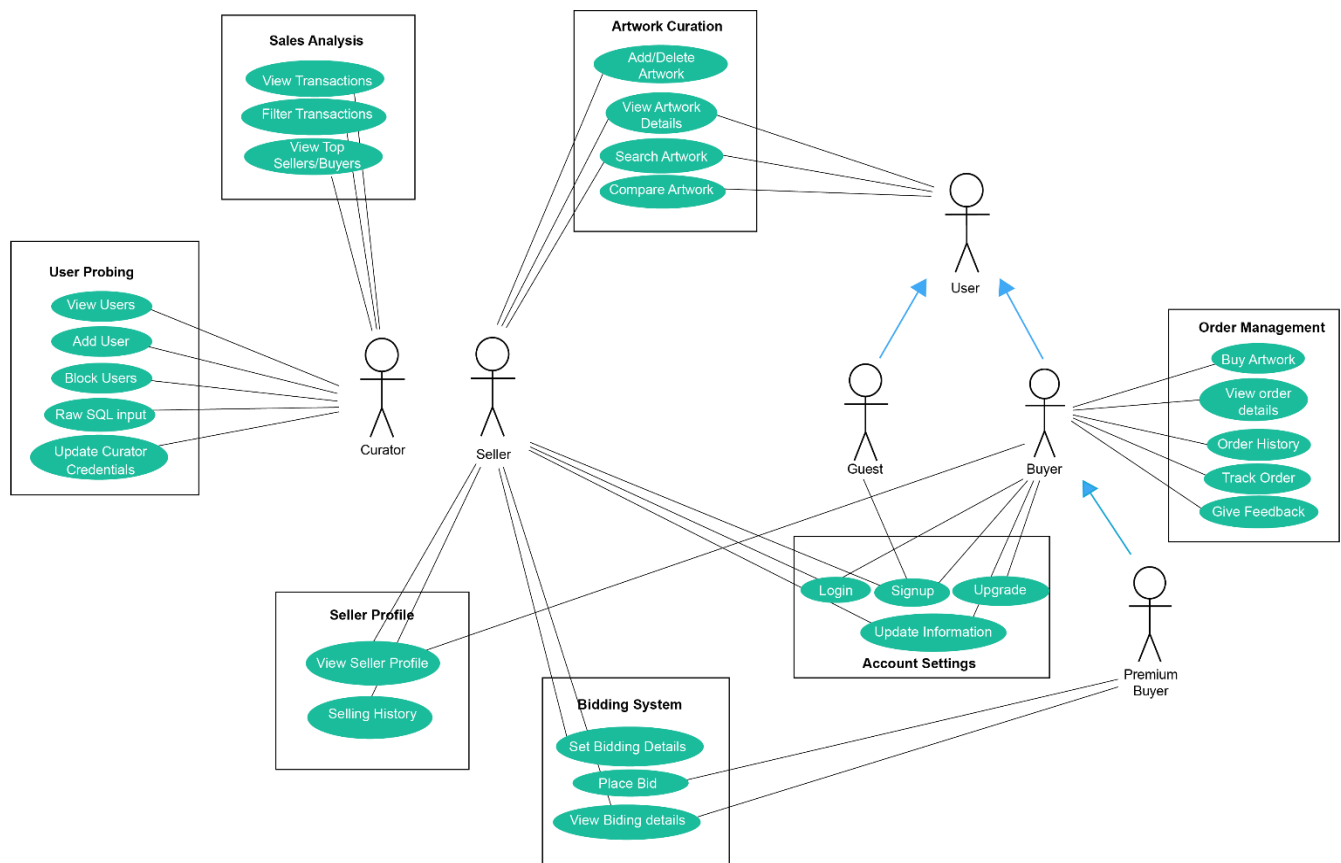 Sales Analysis
View Transactions
Filter Transactions
View Top
Sellers/Buyers
Artwork Curation
Add/Delete
Artwork
View Artwork
Details
Search Artwork
Compare Artwork
User
User Probing
View Users
Add User
Block Users
Raw SQL input
Update Curator
Credentials
Curator
Seller
Guest
Buyer
Order Management
Buy Artwork
View order
details
Order History
Track Order
Give Feedback
Seller Profile
View Seller Profile
Selling History
Login
Signup
Upgrade
Update Information
Account Settings
Premium
Buyer
Bidding System
Set Bidding Details
Place Bid
View Biding details